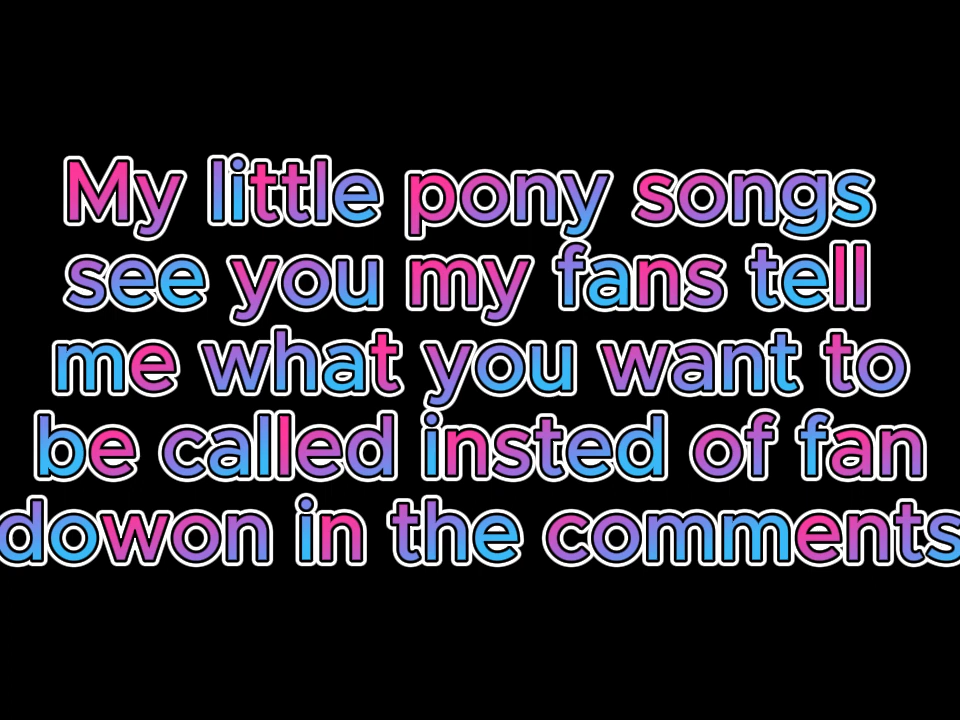 My little pony songs
see you my fans tell
me what you want to
be called insted of fan
dowon in the comments